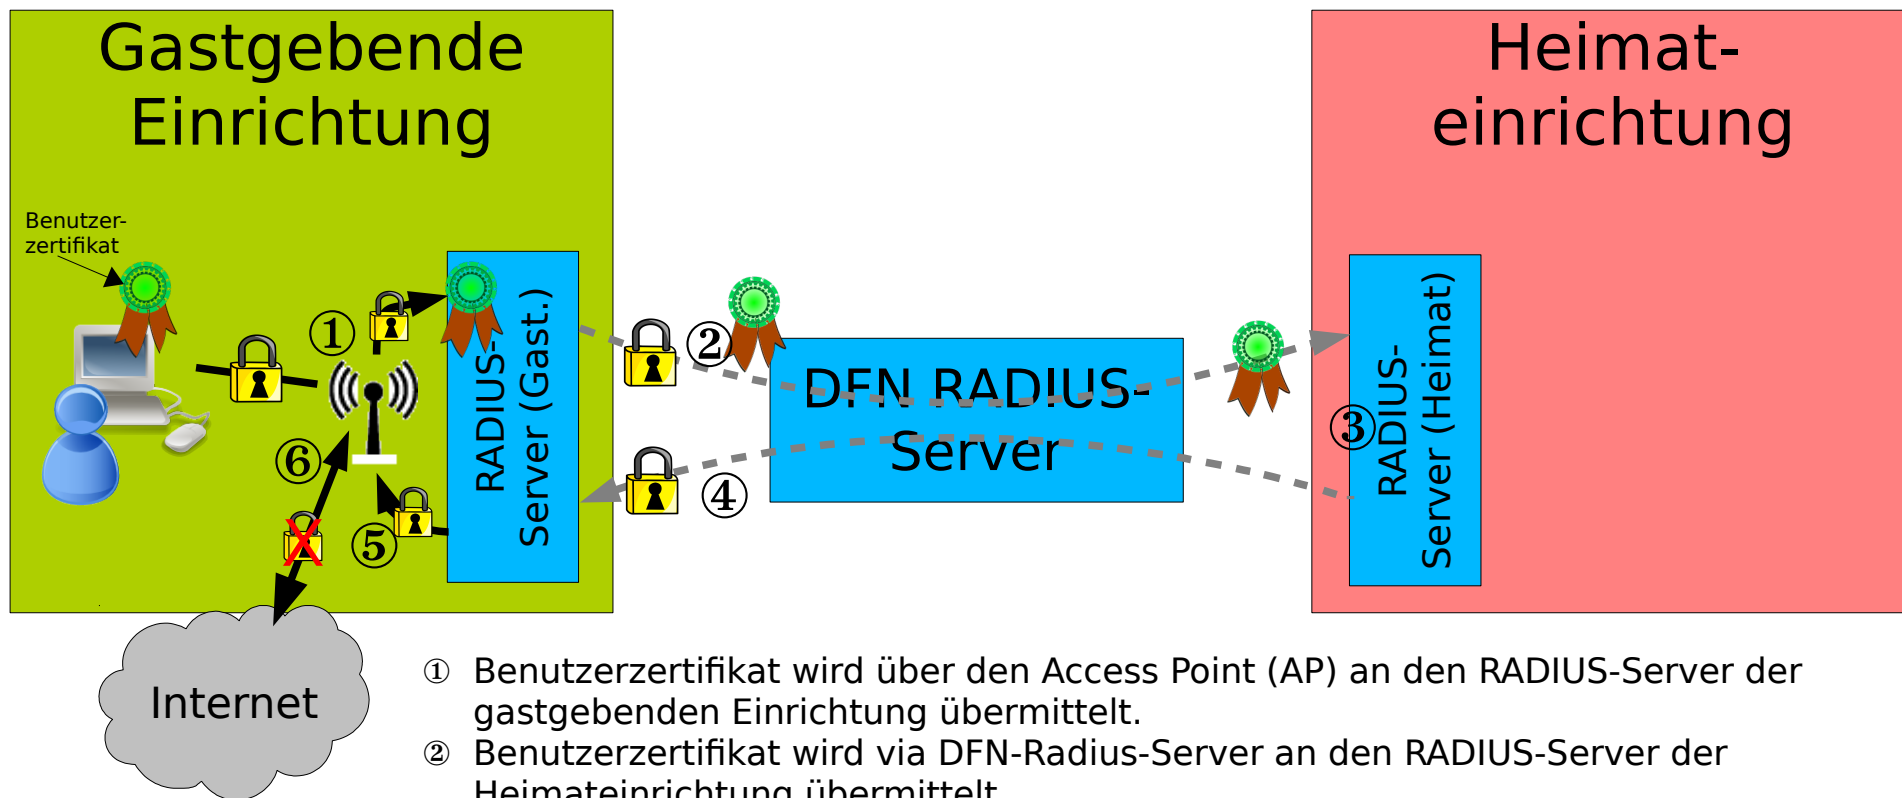 Gastgebende
Einrichtung
Heimat-
einrichtung
Benutzer-
zertifikat
①
RADIUS-
Server (Gast.)
②
DFN RADIUS-
Server
③
RADIUS-
Server (Heimat)
④
⑤
⑥
X
Internet
① Benutzerzertifikat wird über den Access Point (AP) an den RADIUS-Server der
gastgebenden Einrichtung übermittelt.
② Benutzerzertifikat wird via DFN-Radius-Server an den RADIUS-Server der
Heimateinrichtung übermittelt